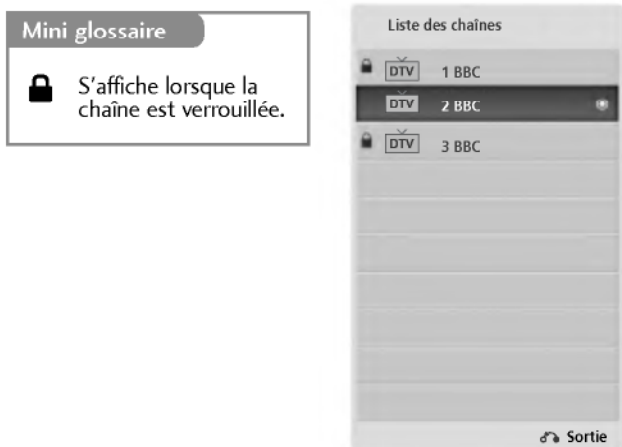 Mini glossaire
S'affiche lorsque la
chaîne est verrouillée.
Liste des chaînes
DTV 1 BBC
DTV 2 BBC
DTV 3 BBC
Sortie